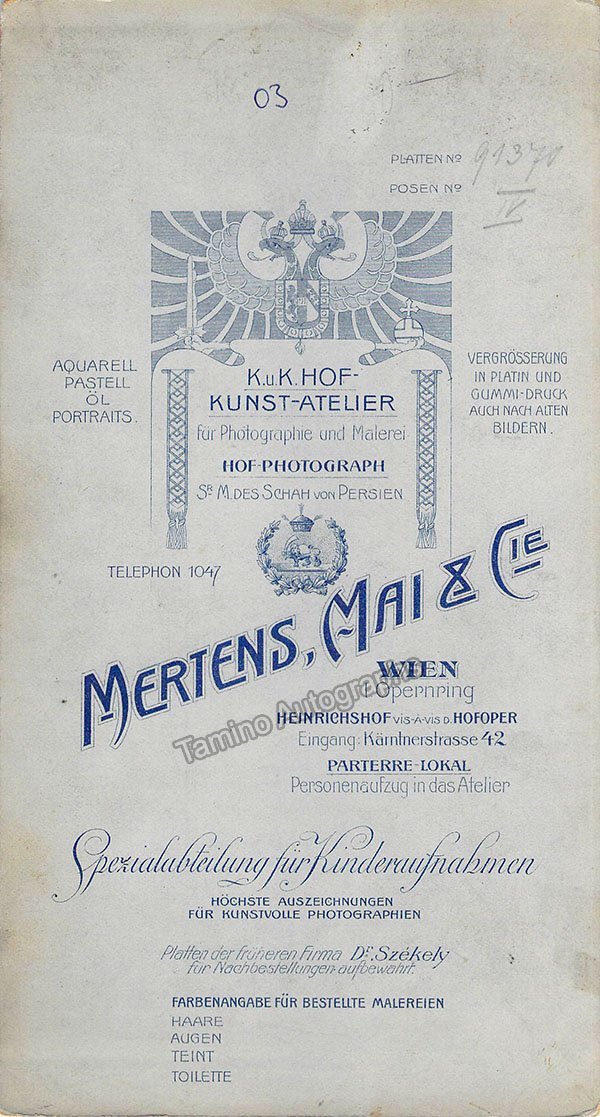 03
PLATTEN No 91370
POSEN No IV
AQUARELL
PASTELL
ÖL
PORTRAITS.
K.u.K. HOF-
KUNST-ATELIER
für Photographie und Malerei
HOF-PHOTOGRAPH
Sr. M. DES SCHAH VON PERSIEN
VERGRÖSSERUNG
IN PLATIN UND
GUMMI-DRUCK
AUCH NACH ALTEN
BILDERN.
TELEPHON 1047
MERTENS, MAI & CIE
WIEN
Opernring
Tamino Autographs
HEINRICHSHOF VIS-À-VIS D. HOFOPER
Eingang: Kärntnerstrasse 42
PARTERRE-LOKAL
Personenaufzug in das Atelier
Spezialabteilung für Kinderaufnahmen
HÖCHSTE AUSZEICHNUNGEN
FÜR KUNSTVOLLE PHOTOGRAPHIEN
Platten der früheren Firma Dr. Székely
für Nachbestellungen aufbewahrt.
FARBENANGABE FÜR BESTELLTE MALEREIEN
HAARE
AUGEN
TEINT
TOILETTE